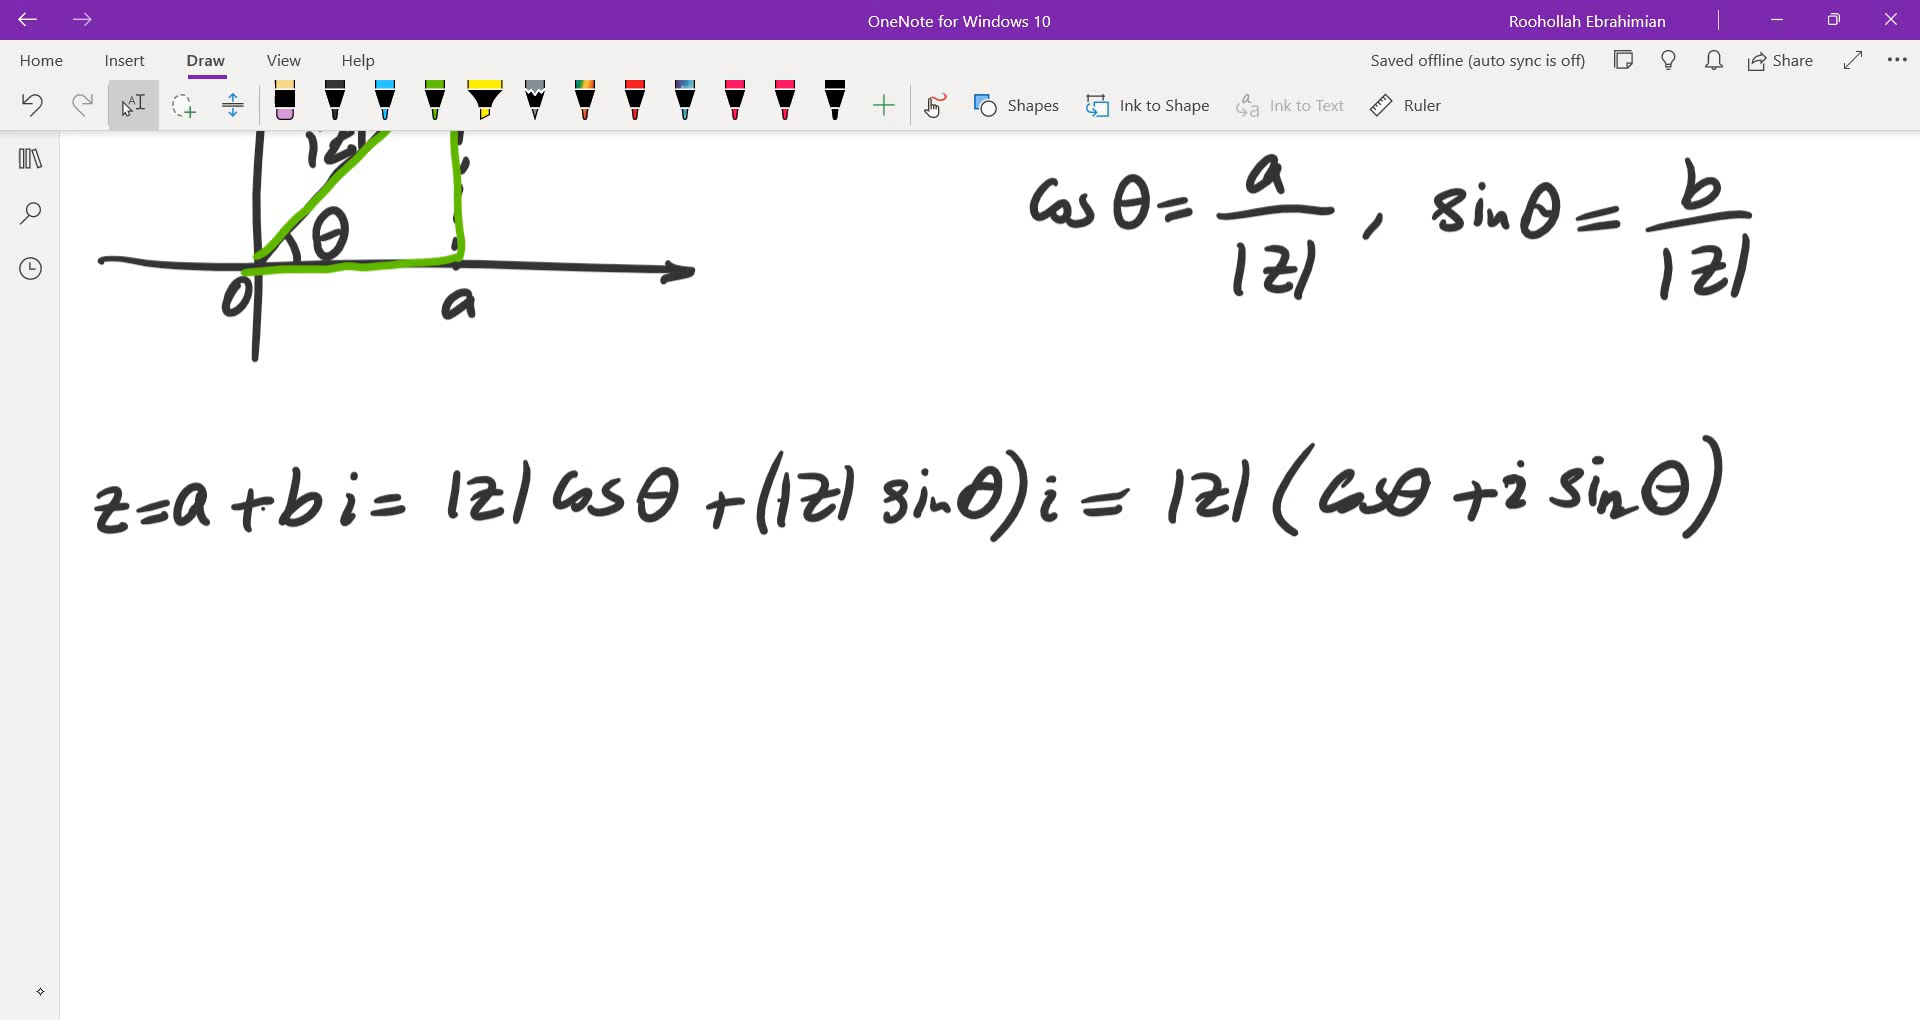 OneNote for Windows 10
Roohollah Ebrahimian
Home Insert Draw View Help
Saved offline (auto sync is off) Share
Shapes Ink to Shape Ink to Text Ruler
|z|
θ
0
a
cos θ = a/|z| , sin θ = b/|z|
z = a + b i = |z| cos θ + (|z| sin θ) i = |z| (cos θ + i sin θ)